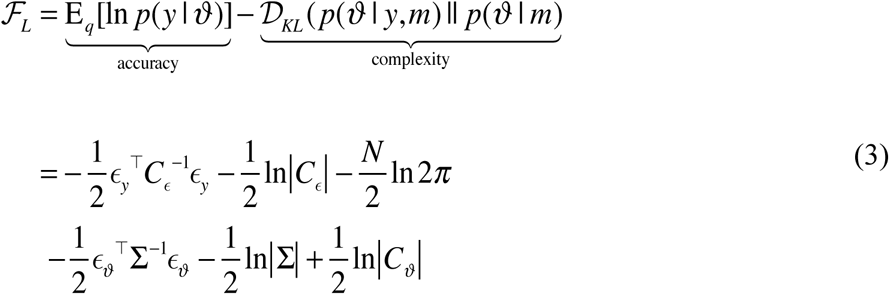 ℱ_L = E_q[ln p(y | ϑ)] − 𝒟_KL(p(ϑ | y,m) || p(ϑ | m)
accuracy complexity
= −1/2 ϵ_y^⊤ C_ϵ^−1 ϵ_y − 1/2 ln|C_ϵ| − N/2 ln 2π
(3)
−1/2 ϵ_ϑ^⊤ Σ^−1 ϵ_ϑ − 1/2 ln|Σ| + 1/2 ln|C_ϑ|